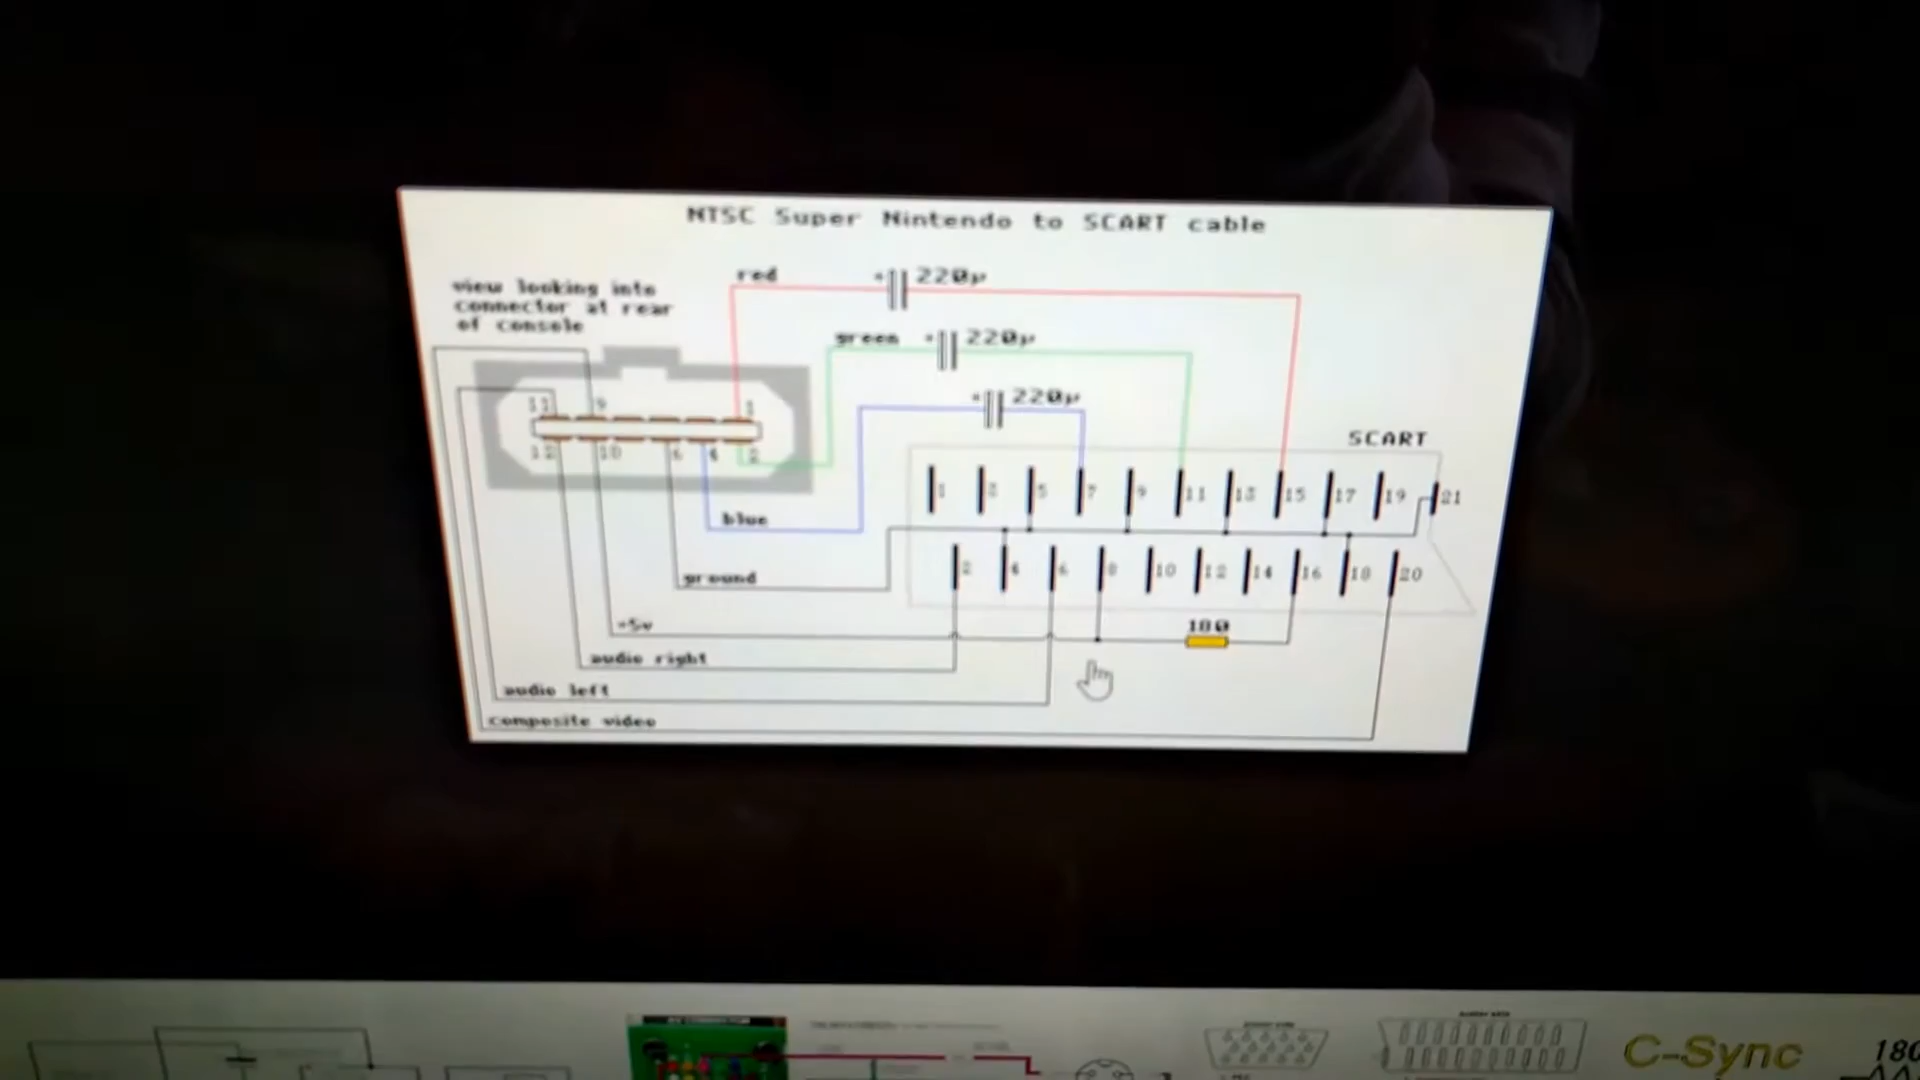 NTSC Super Nintendo to SCART cable
view looking into
connector at rear
of console
red
220µ
green
220µ
220µ
11
9
1
12
10
6
4
2
blue
SCART
1
3
5
7
9
11
13
15
17
19
21
2
4
6
8
10
12
14
16
18
20
ground
+5v
180
audio right
audio left
composite video
C-Sync
180